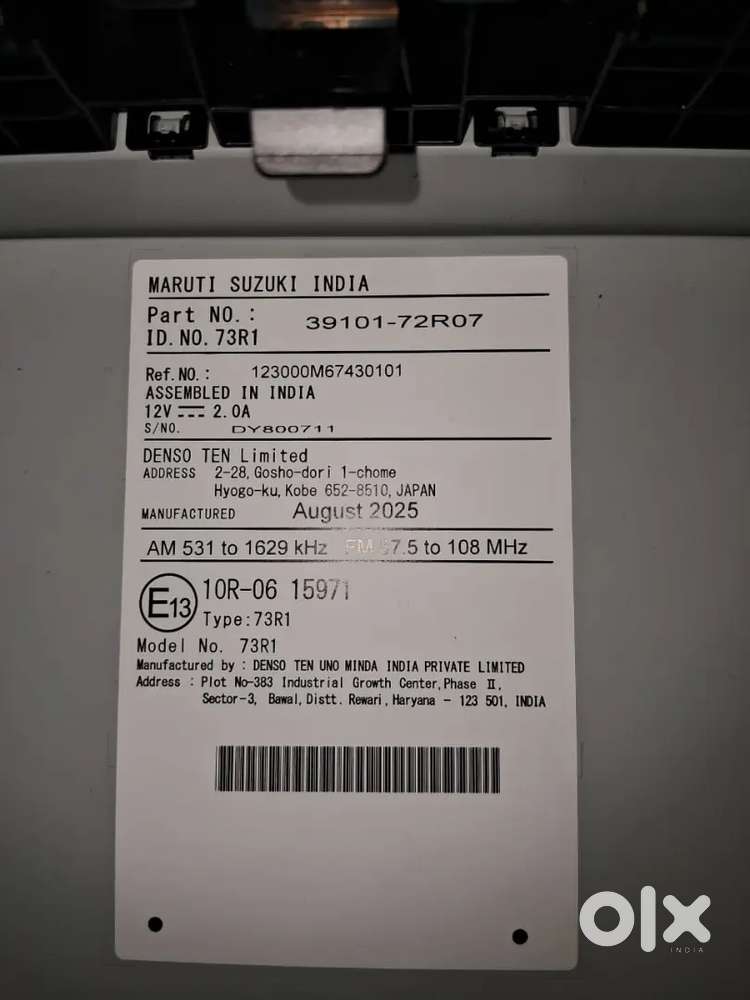 MARUTI SUZUKI INDIA
Part NO.: 39101-72R07
ID.NO.73R1
Ref.NO.: 123000M67430101
ASSEMBLED IN INDIA
12V 2.0A
S/NO. DY800711
DENSO TEN Limited
ADDRESS 2-28, Gosho-dori 1-chome
Hyogo-ku, Kobe 652-8510, JAPAN
MANUFACTURED August 2025
AM 531 to 1629 kHz FM to 108 MHz
E13 10R-06 15971
Type:73R1
Model No. 73R1
Manufactured by : DENSO TEN UNO MINDA INDIA PRIVATE LIMITED
Address : Plot No-383 Industrial Growth Center, Phase II,
Sector-3, Bawal, Distt. Rewari, Haryana - 123 501, INDIA
olx
INDIA